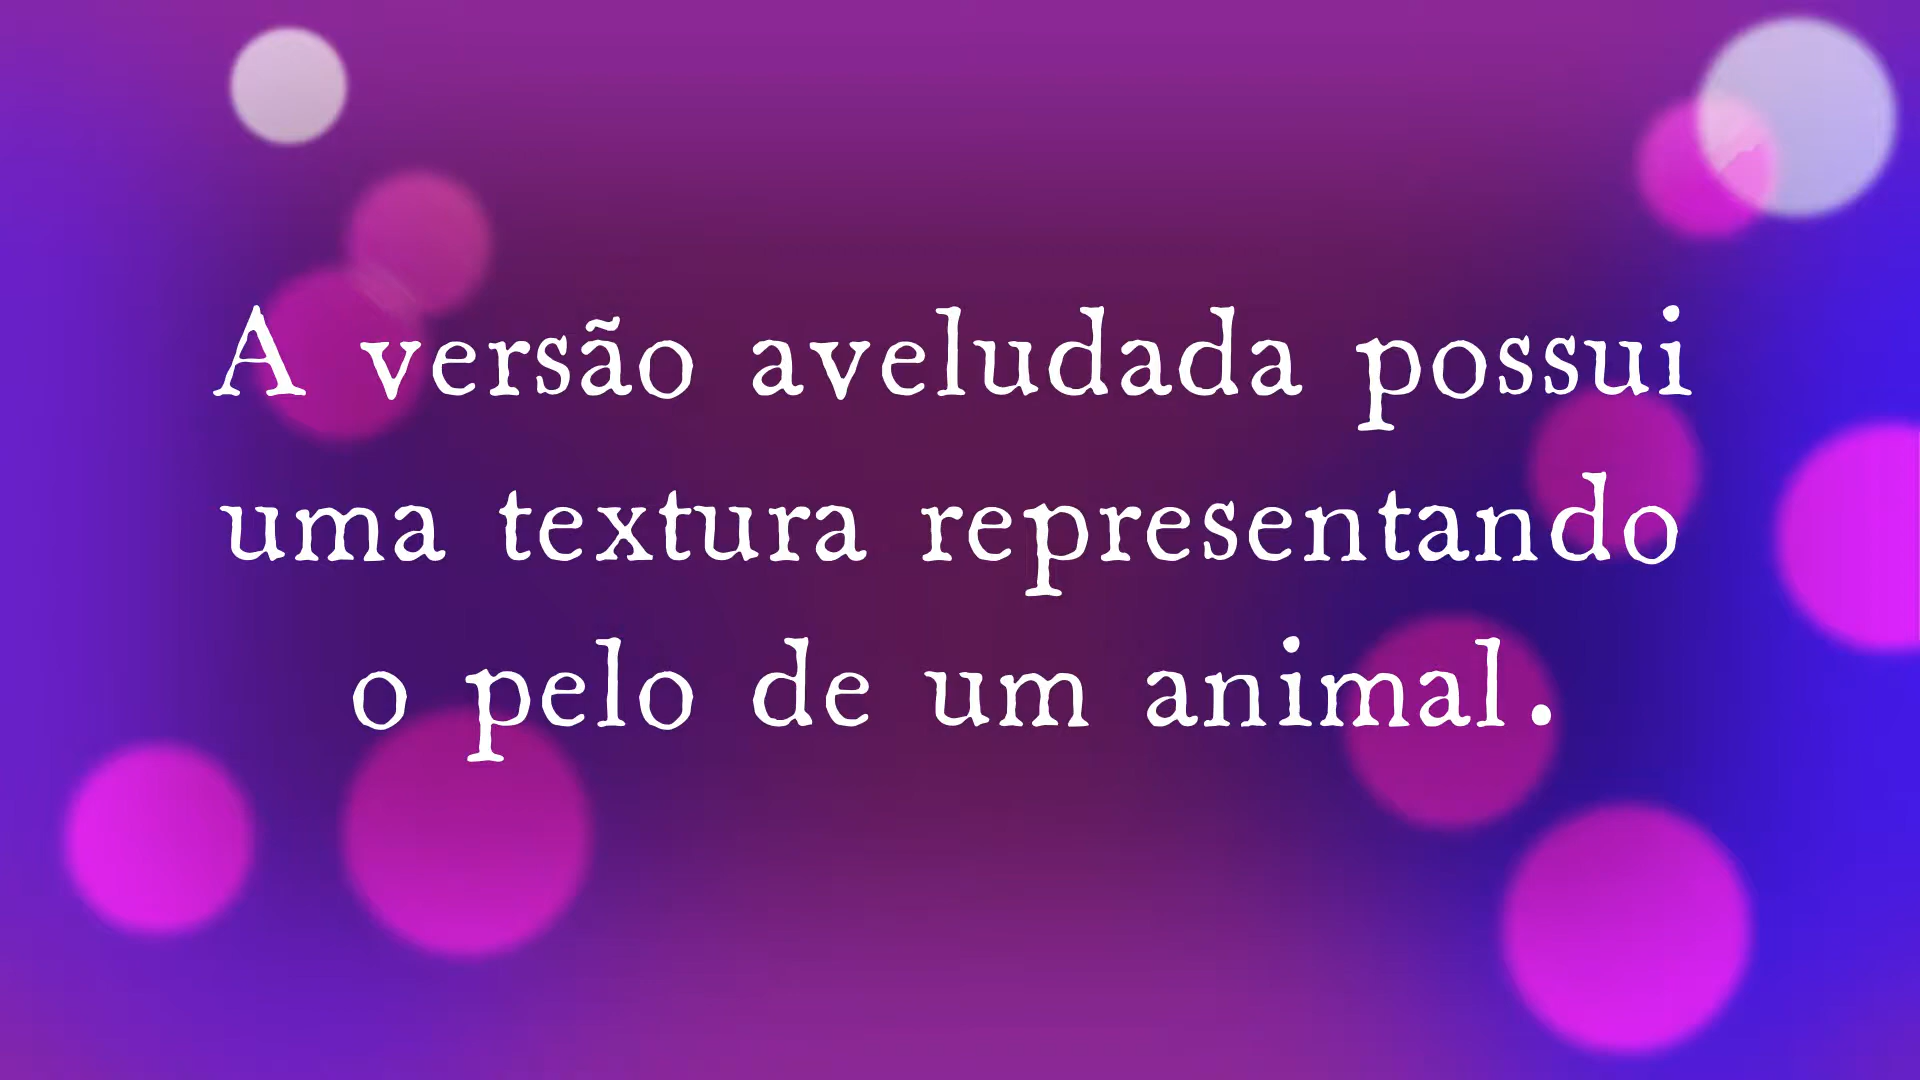 A versão aveludada possui
uma textura representando
o pelo de um animal.